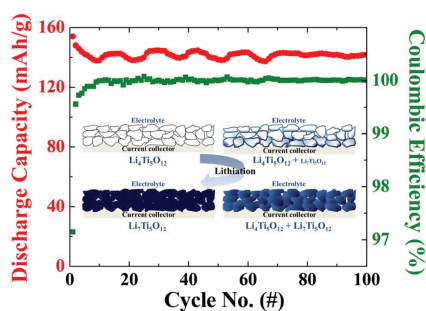 Discharge Capacity (mAh/g)
160
120
80
40
0
Coulombic Efficiency (%)
100
99
98
97
0 20 40 60 80 100
Cycle No. (#)
Electrolyte
Current collector
Li₄Ti₅O₁₂
Electrolyte
Current collector
Li₄Ti₅O₁₂ + Li₇Ti₅O₁₂
Lithiation
Electrolyte
Current collector
Li₇Ti₅O₁₂
Electrolyte
Current collector
Li₄Ti₅O₁₂ + Li₇Ti₅O₁₂